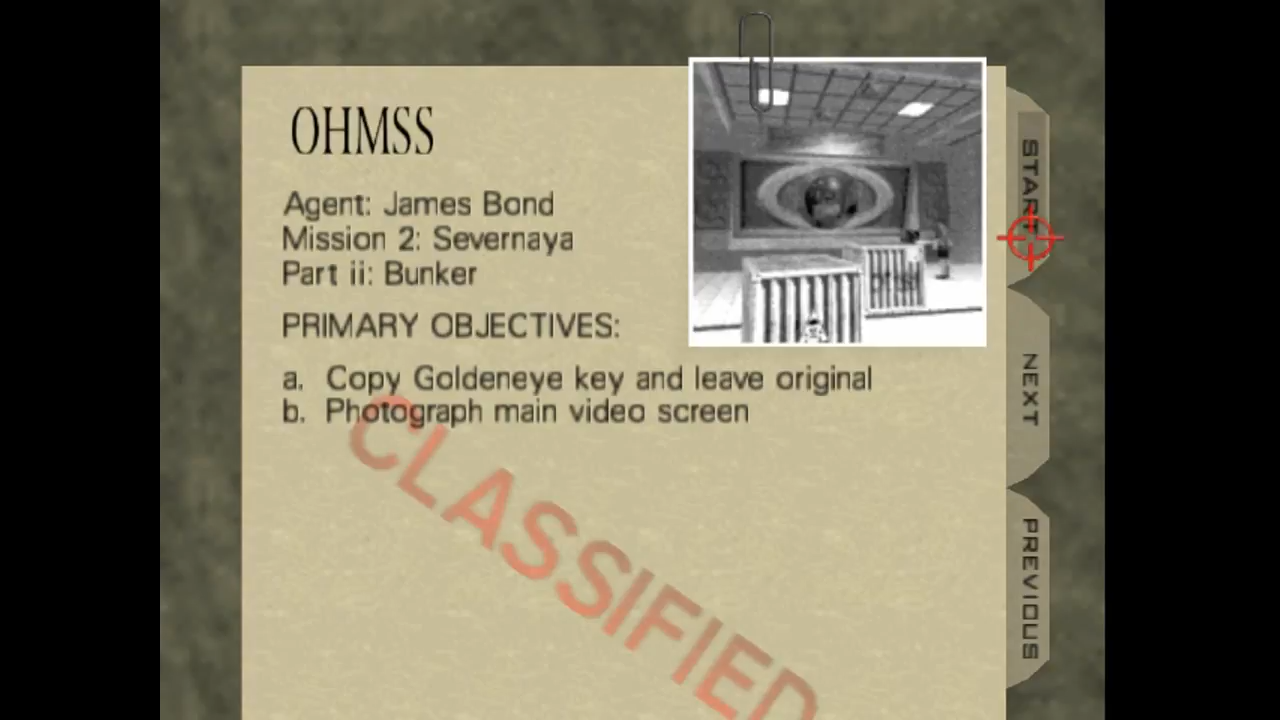 OHMSS
Agent: James Bond
Mission 2: Severnaya
Part ii: Bunker
PRIMARY OBJECTIVES:
a. Copy Goldeneye key and leave original
b. Photograph main video screen
CLASSIFIED
START
NEXT
PREVIOUS